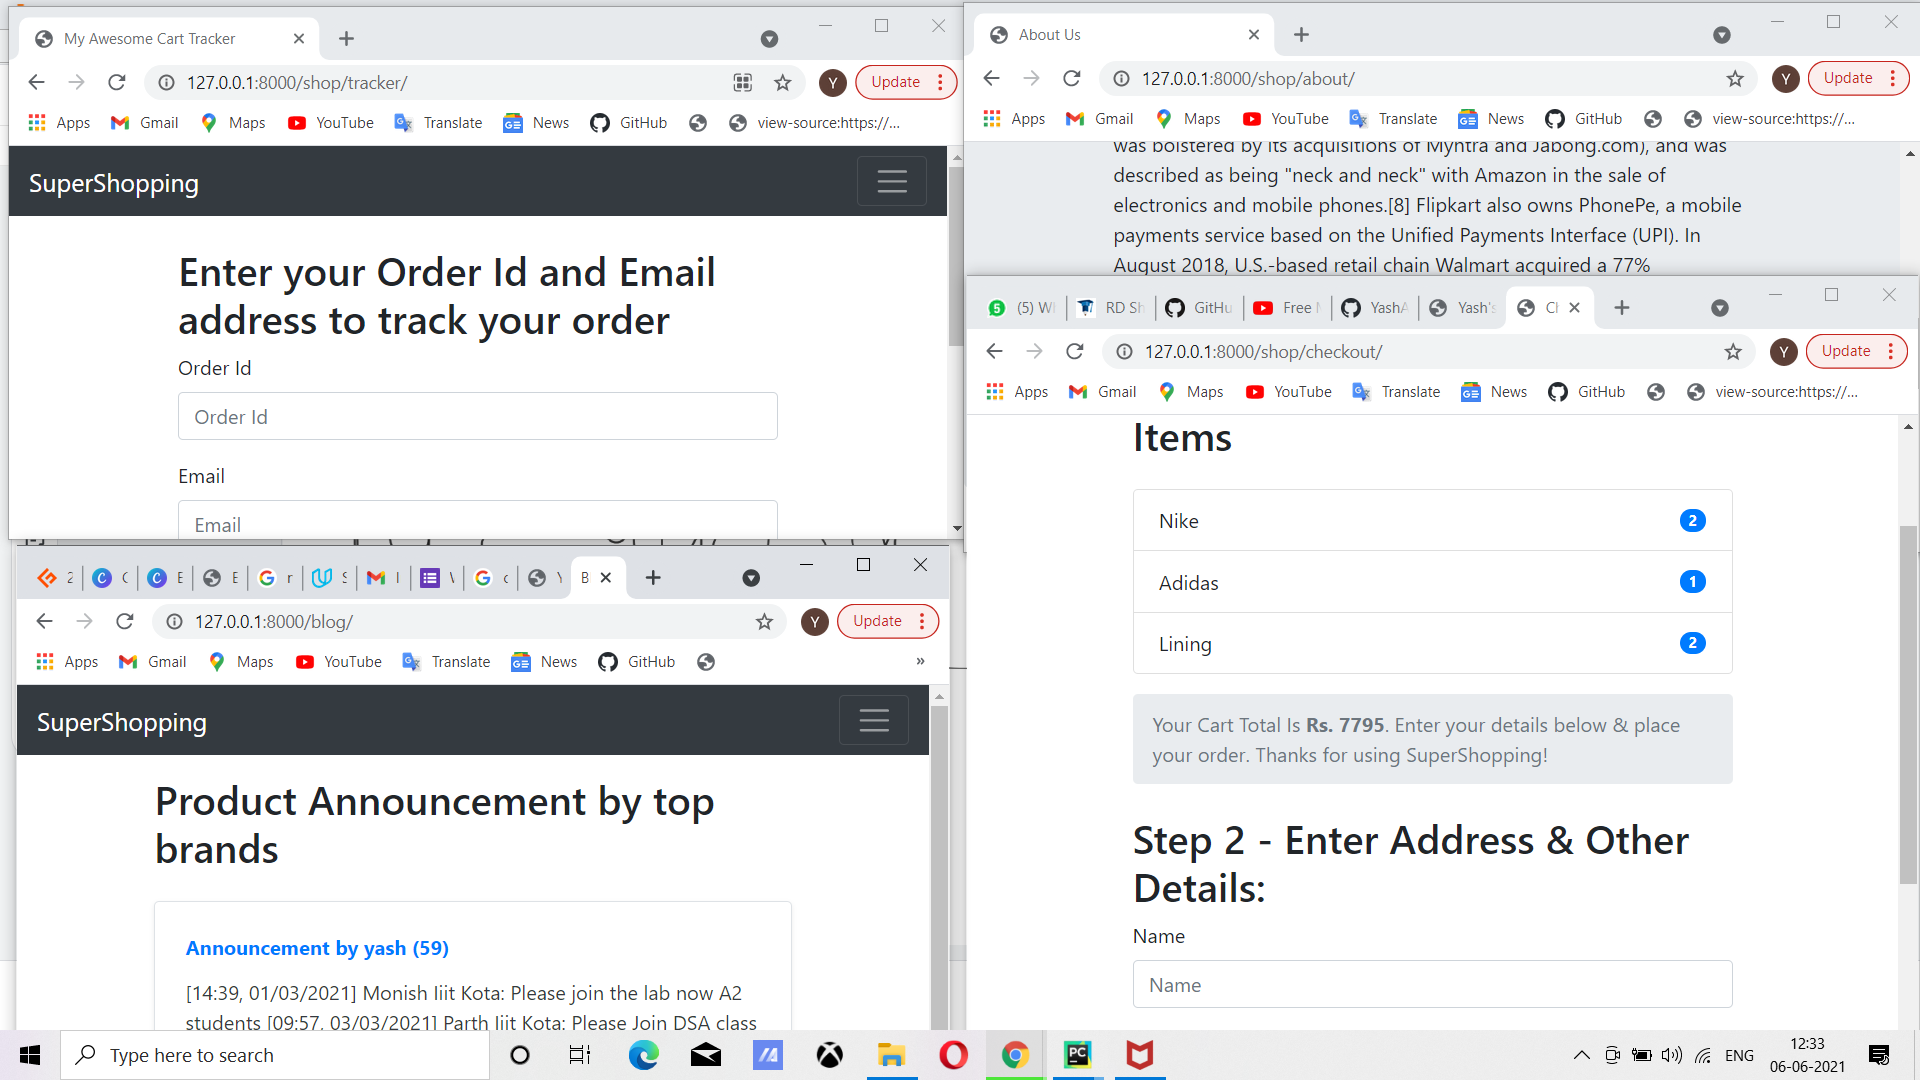 My Awesome Cart Tracker
127.0.0.1:8000/shop/tracker/
Y
Update
Apps
Gmail
Maps
YouTube
Translate
News
GitHub
view-source:https://...
SuperShopping
Enter your Order Id and Email
address to track your order
Order Id
Order Id
Email
Email
About Us
127.0.0.1:8000/shop/about/
Y
Update
Apps
Gmail
Maps
YouTube
Translate
News
GitHub
view-source:https://...
was bolstered by its acquisitions of Myntra and Jabong.com), and was
described as being "neck and neck" with Amazon in the sale of
electronics and mobile phones.[8] Flipkart also owns PhonePe, a mobile
payments service based on the Unified Payments Interface (UPI). In
August 2018, U.S.-based retail chain Walmart acquired a 77%
B
127.0.0.1:8000/blog/
Y
Update
Apps
Gmail
Maps
YouTube
Translate
News
GitHub
»
SuperShopping
Product Announcement by top
brands
Announcement by yash (59)
[14:39, 01/03/2021] Monish Iiit Kota: Please join the lab now A2
students [09:57, 03/03/2021] Parth Iiit Kota: Please Join DSA class
(5) W
RD Sh
GitHu
Free
YashA
Yash's
Ch
127.0.0.1:8000/shop/checkout/
Y
Update
Apps
Gmail
Maps
YouTube
Translate
News
GitHub
view-source:https://...
Items
Nike 2
Adidas 1
Lining 2
Your Cart Total Is Rs. 7795. Enter your details below & place
your order. Thanks for using SuperShopping!
Step 2 - Enter Address & Other
Details:
Name
Name
Type here to search
ENG
12:33
06-06-2021